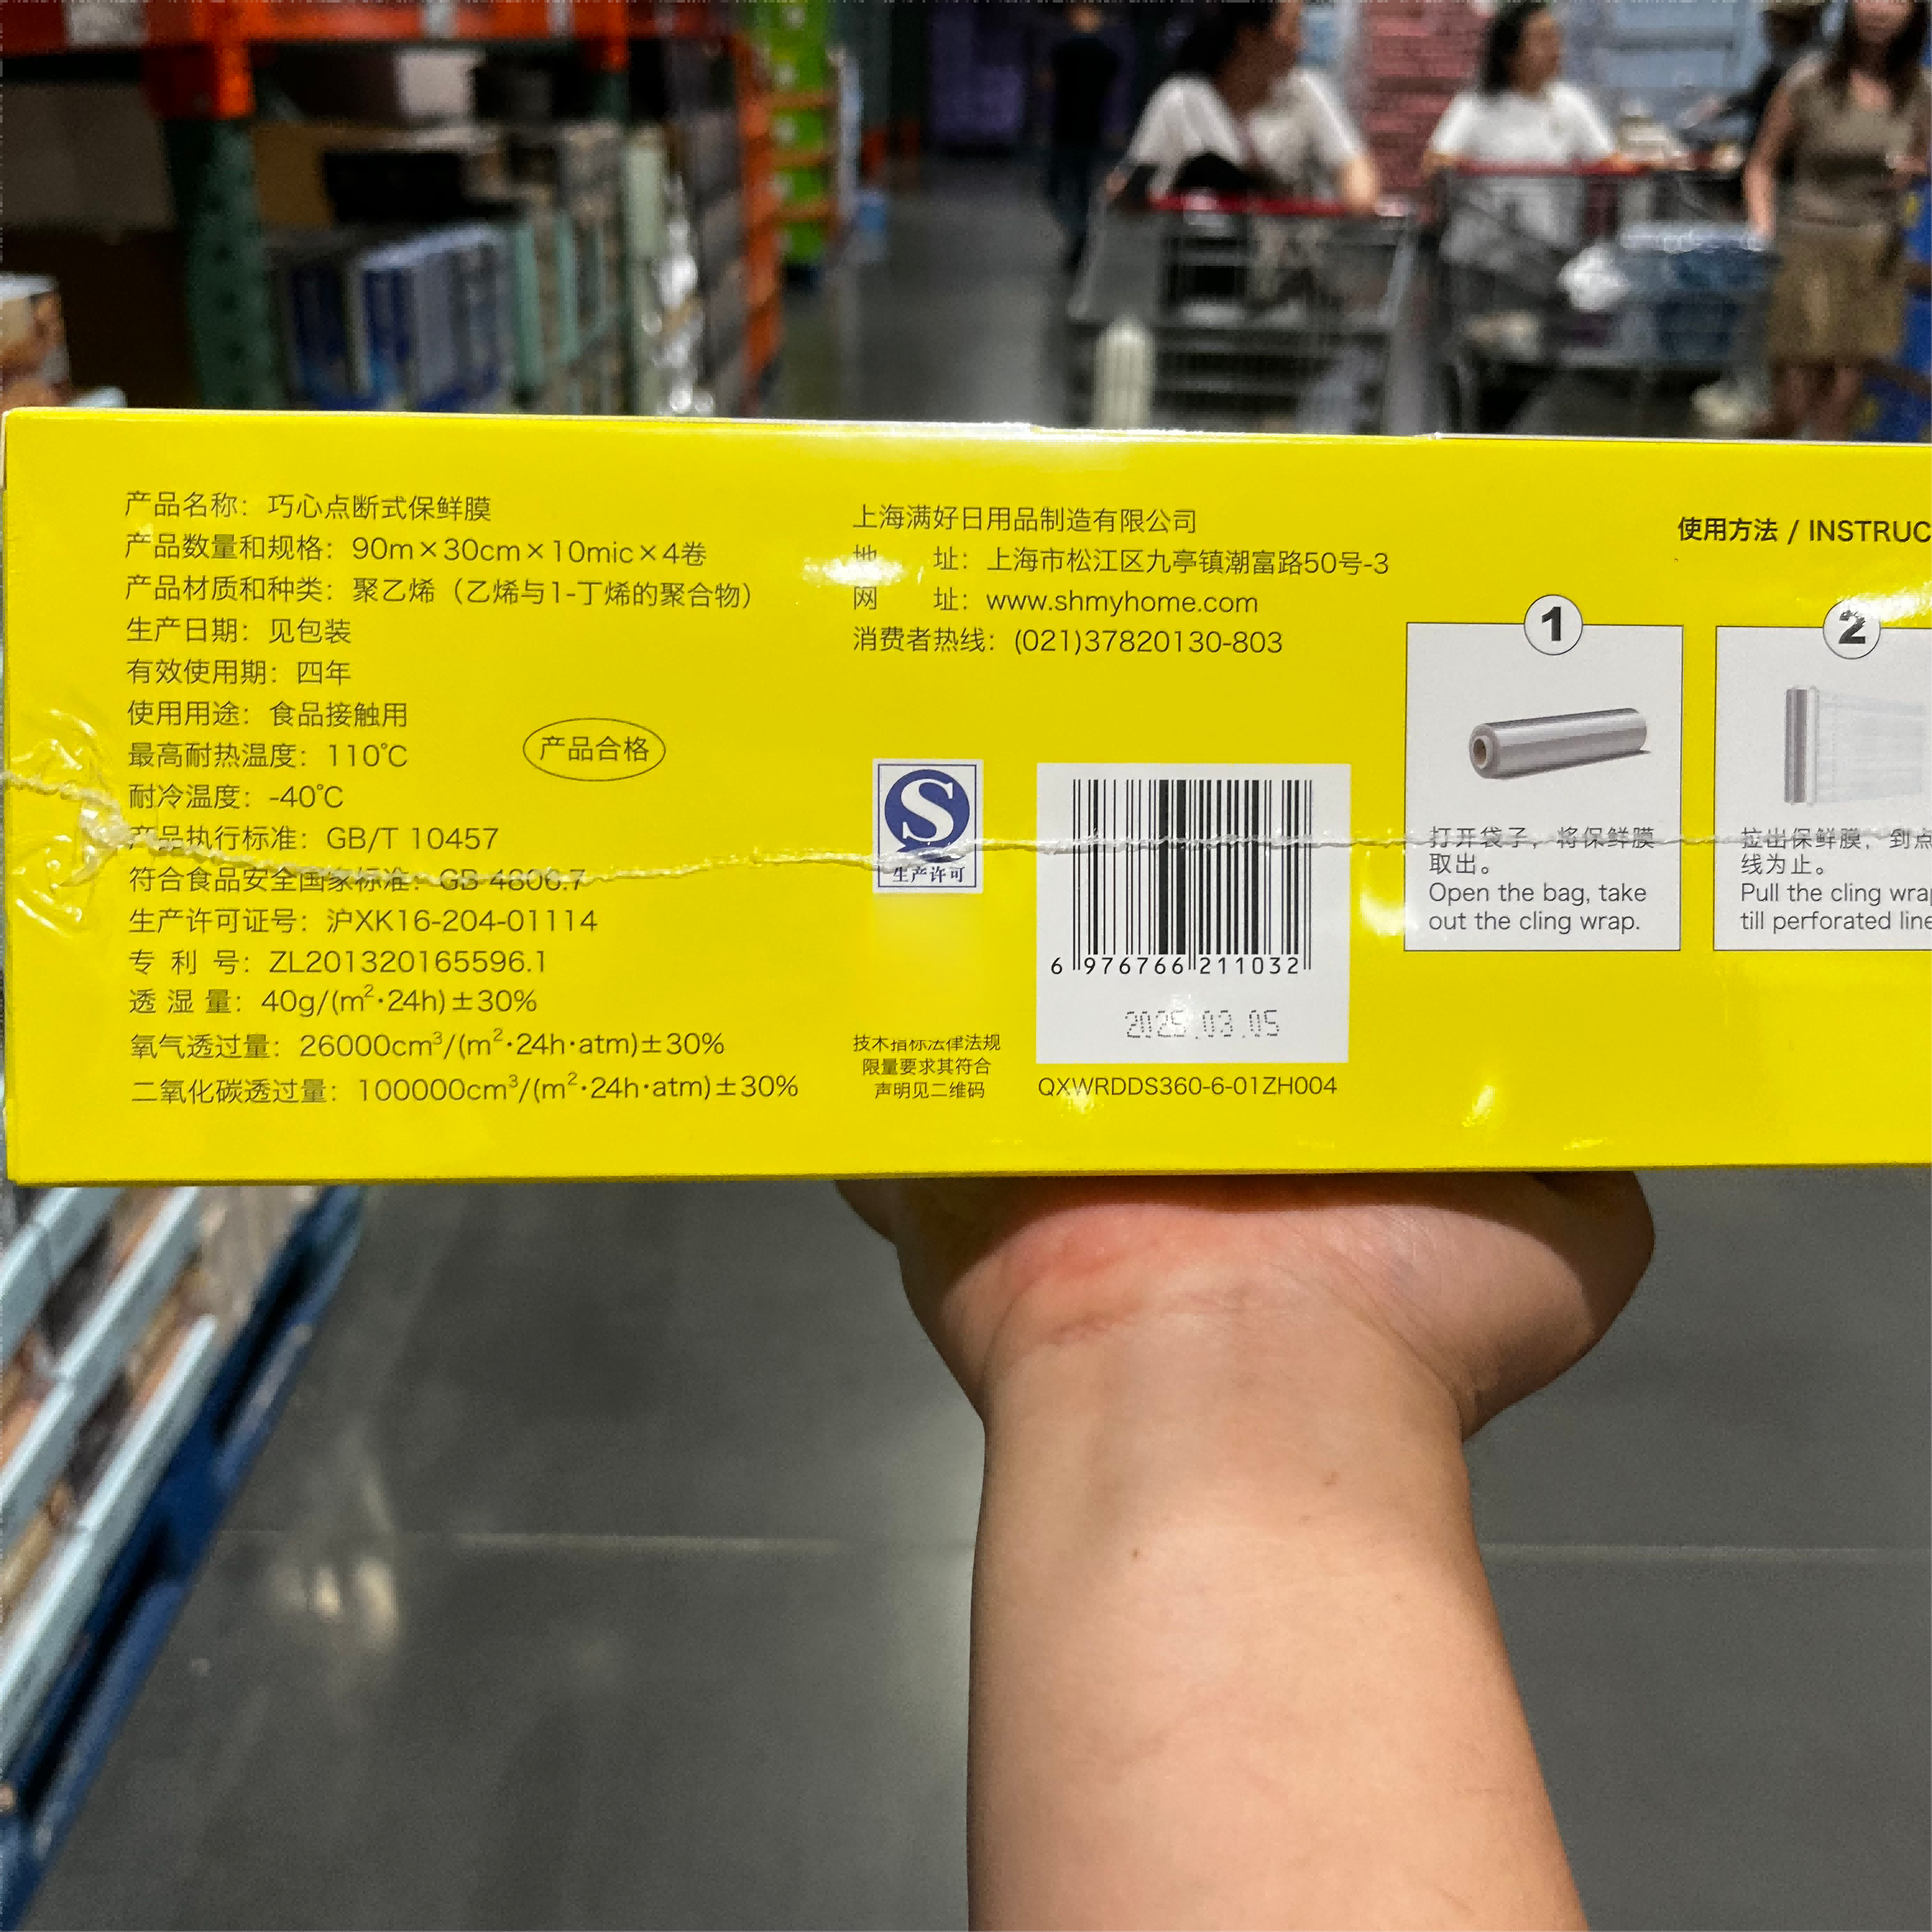 产品名称：巧心点断式保鲜膜
产品数量和规格：90m×30cm×10mic×4卷
产品材质和种类：聚乙烯（乙烯与1-丁烯的聚合物）
生产日期：见包装
有效使用期：四年
使用用途：食品接触用
最高耐热温度：110℃
耐冷温度：-40℃
产品执行标准：GB/T 10457
符合食品安全国家标准：GB 4806.7
生产许可证号：沪XK16-204-01114
专 利 号：ZL201320165596.1
透 湿 量：40g/(m²·24h)±30%
氧气透过量：26000cm³/(m²·24h·atm)±30%
二氧化碳透过量：100000cm³/(m²·24h·atm)±30%
产品合格
上海满好日用品制造有限公司
地 址：上海市松江区九亭镇潮富路50号-3
网 址：www.shmyhome.com
消费者热线：(021)37820130-803
S
生产许可
技术指标法律法规
限量要求其符合
声明见二维码
6 976766 211032
2025.03.05
QXWRDDS360-6-01ZH004
使用方法 / INSTRUC
1
打开袋子，将保鲜膜
取出。
Open the bag, take
out the cling wrap.
2
拉出保鲜膜，到点
线为止。
Pull the cling wrap
till perforated line